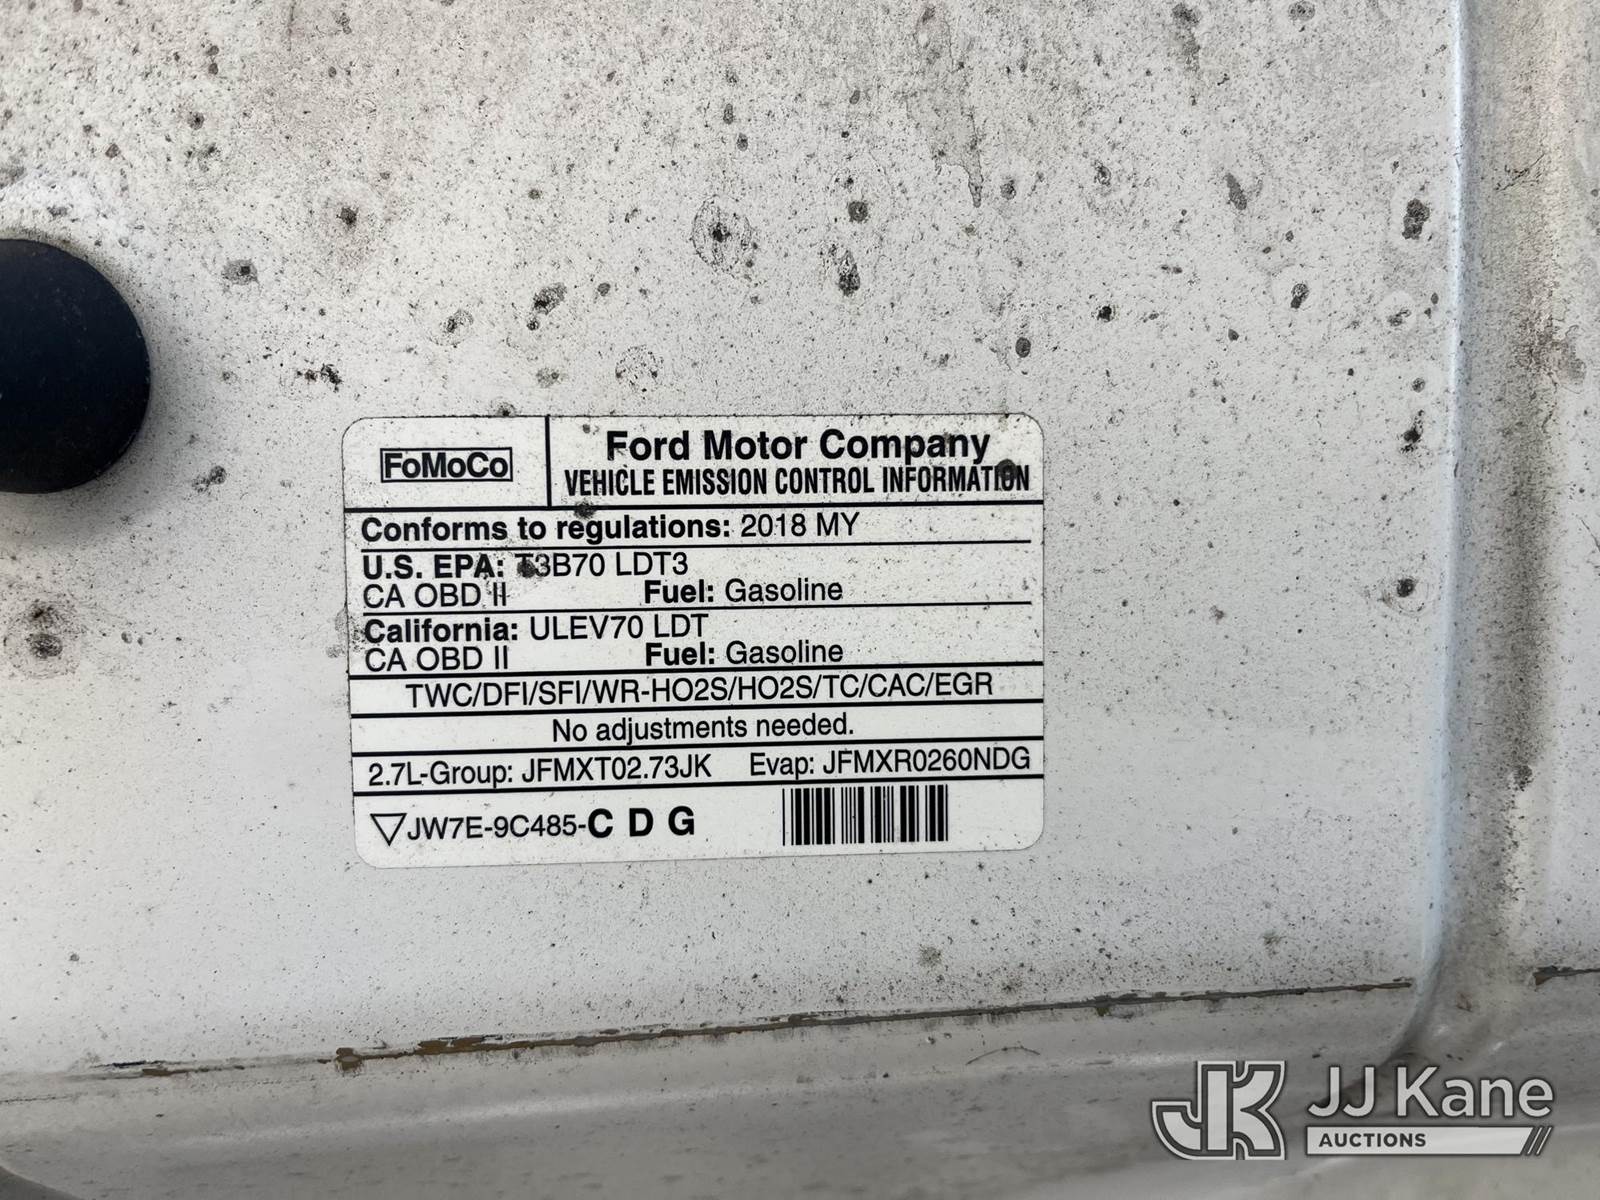 FoMoCo
Ford Motor Company
VEHICLE EMISSION CONTROL INFORMATION
Conforms to regulations: 2018 MY
U.S. EPA: T3B70 LDT3
CA OBD II Fuel: Gasoline
California: ULEV70 LDT
CA OBD II Fuel: Gasoline
TWC/DFI/SFI/WR-HO2S/HO2S/TC/CAC/EGR
No adjustments needed.
2.7L-Group: JFMXT02.73JK Evap: JFMXR0260NDG
JW7E-9C485-C D G
JK JJ Kane
AUCTIONS